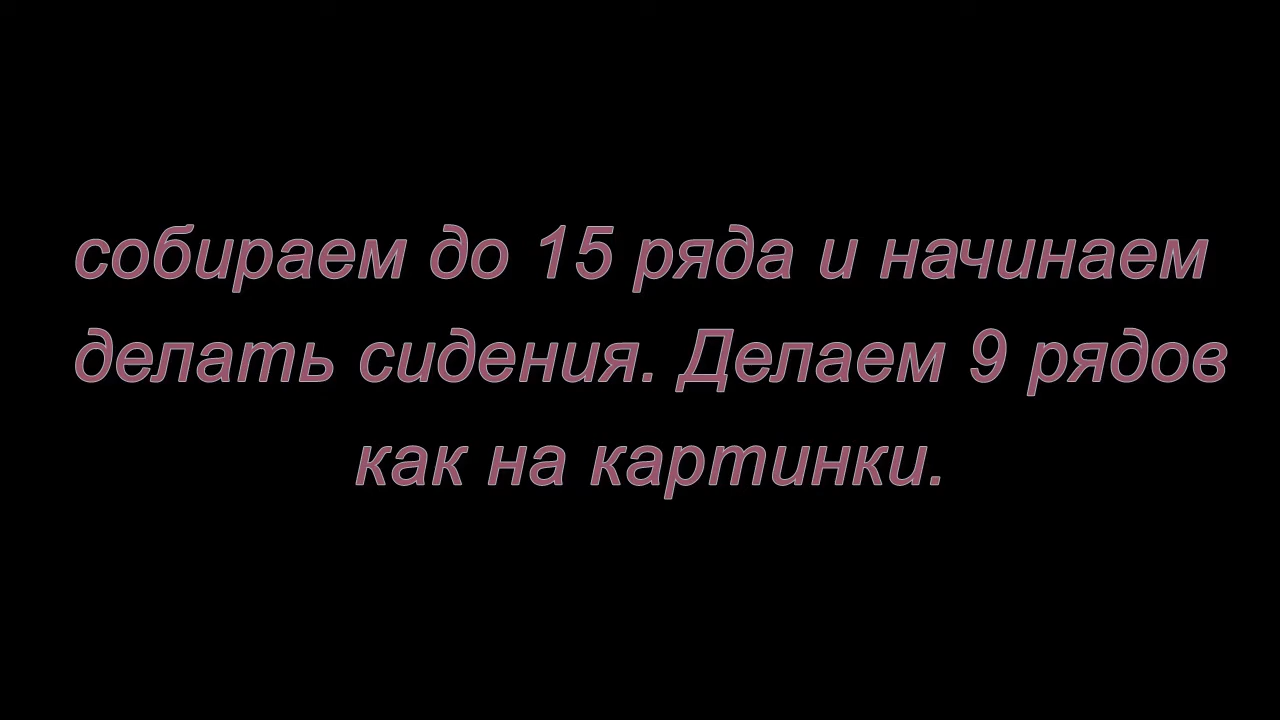 собираем до 15 ряда и начинаем
делать сидения. Делаем 9 рядов
как на картинки.